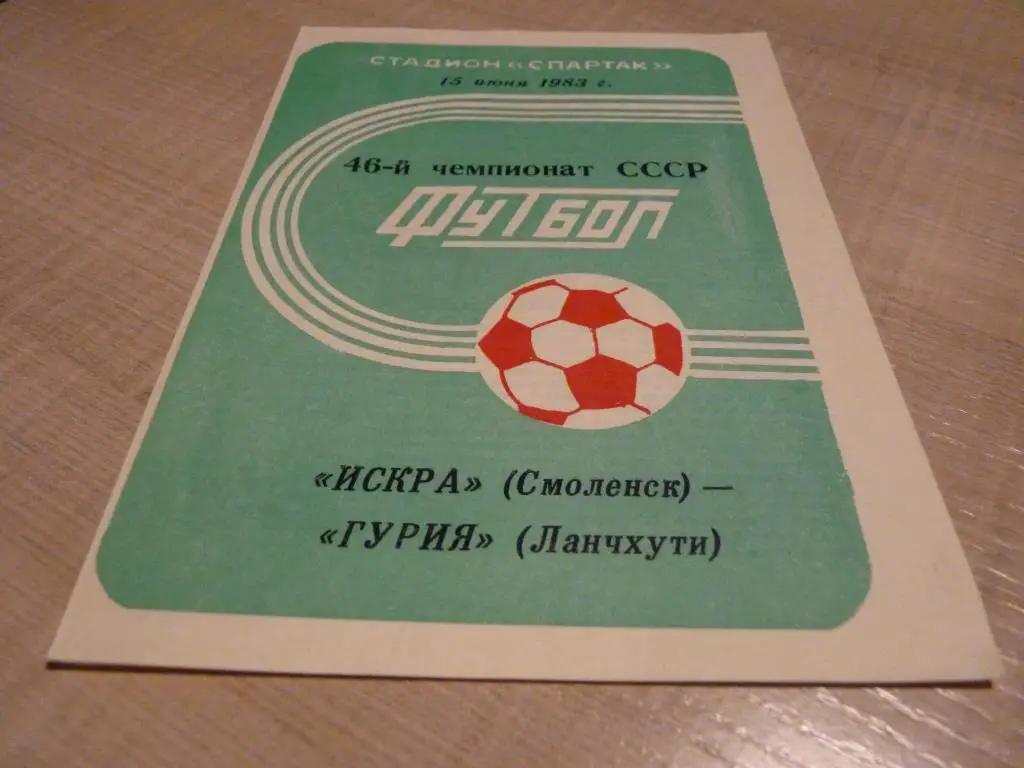 СТАДИОН «СПАРТАК»
15 июня 1983 г.
46-й чемпионат СССР
ФУТБОЛ
«ИСКРА» (Смоленск) —
«ГУРИЯ» (Ланчхути)